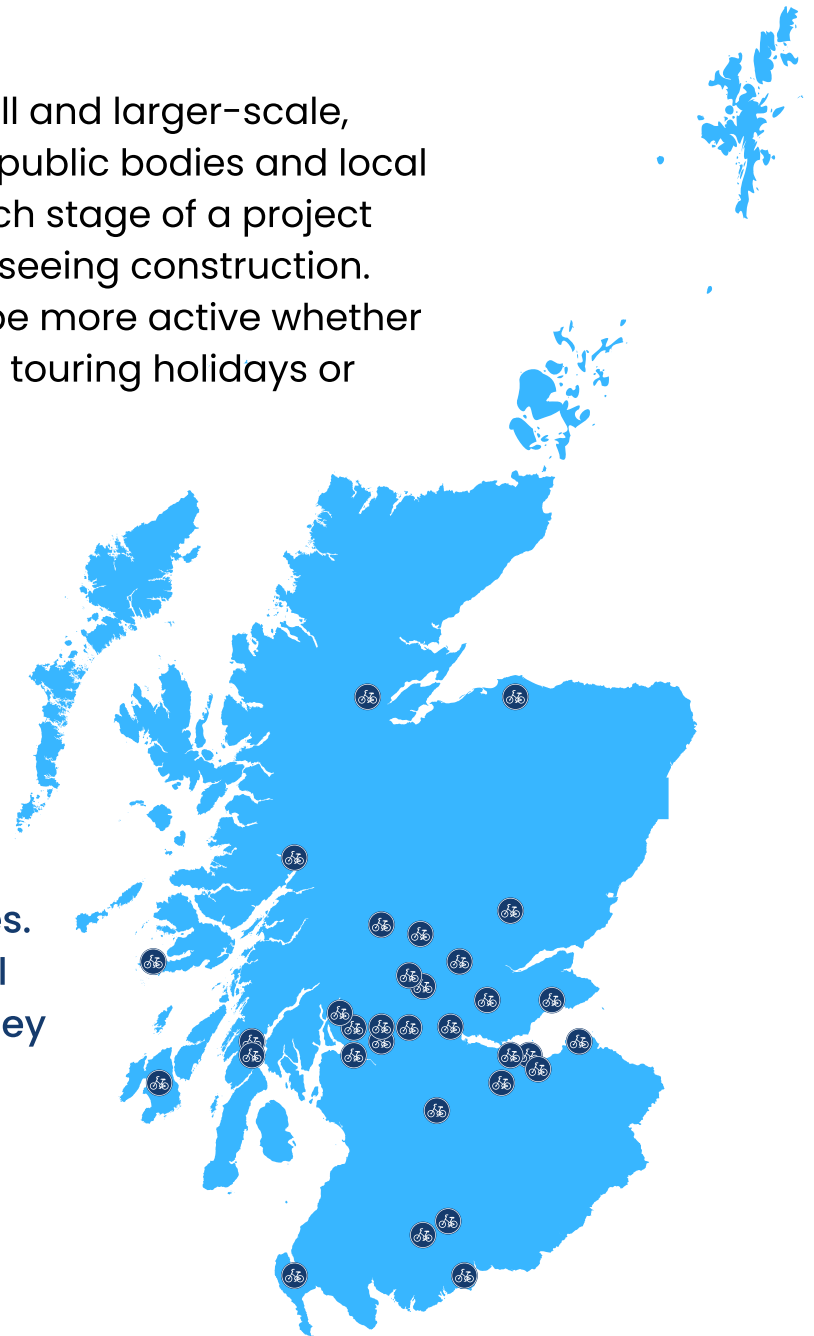 ll and larger-scale,
public bodies and local
ch stage of a project
seeing construction.
be more active whether
touring holidays or
es.
l
ey